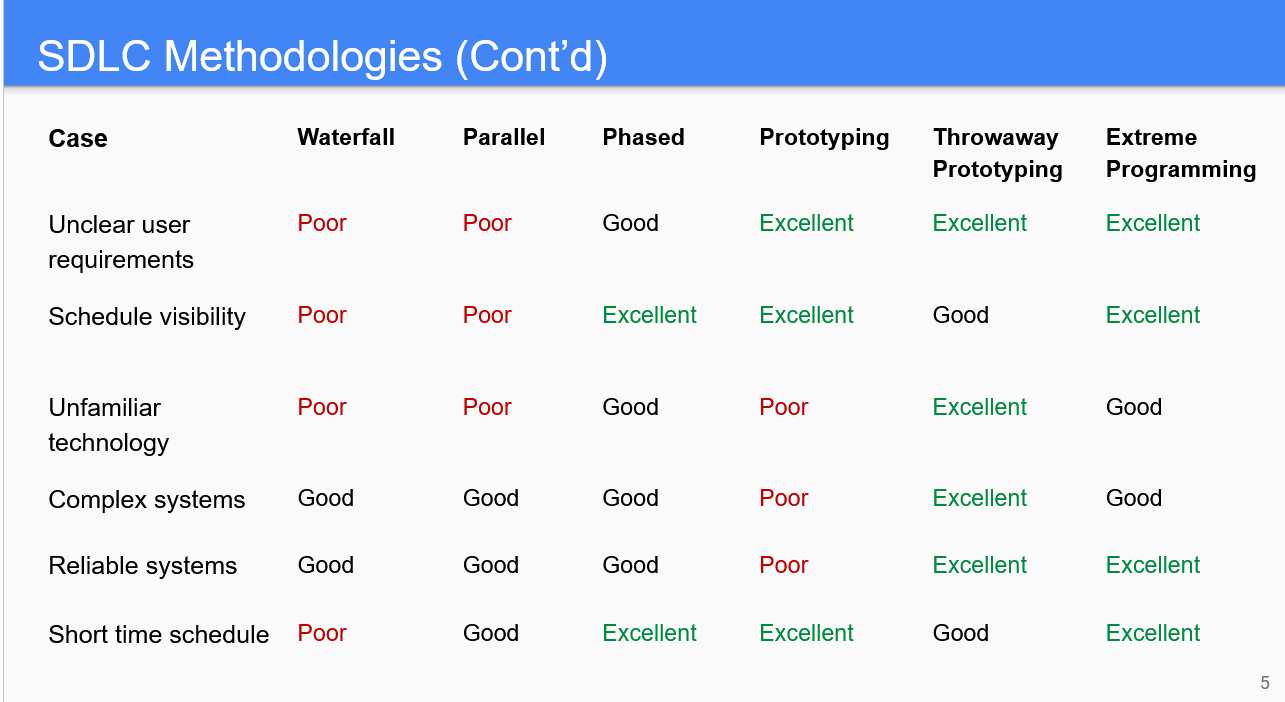 SDLC Methodologies (Cont’d)
Case Waterfall Parallel Phased Prototyping Throwaway Extreme
Prototyping Programming
Unclear user Poor Poor Good Excellent Excellent Excellent
requirements
Schedule visibility Poor Poor Excellent Excellent Good Excellent
Unfamiliar Poor Poor Good Poor Excellent Good
technology
Complex systems Good Good Good Poor Excellent Good
Reliable systems Good Good Good Poor Excellent Excellent
Short time schedule Poor Good Excellent Excellent Good Excellent
5